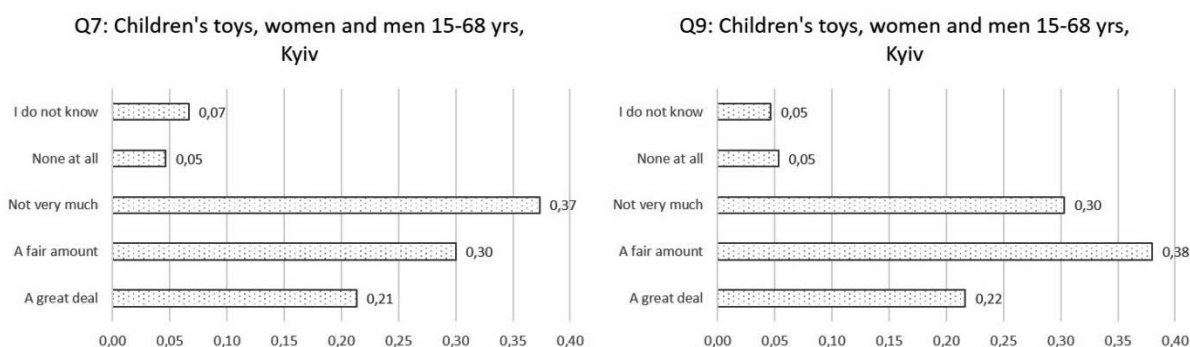 Q7: Children's toys, women and men 15-68 yrs,
Kyiv
I do not know
0,07
None at all
0,05
Not very much
0,37
A fair amount
0,30
A great deal
0,21
0,00 0,05 0,10 0,15 0,20 0,25 0,30 0,35 0,40
Q9: Children's toys, women and men 15-68 yrs,
Kyiv
I do not know
0,05
None at all
0,05
Not very much
0,30
A fair amount
0,38
A great deal
0,22
0,00 0,05 0,10 0,15 0,20 0,25 0,30 0,35 0,40